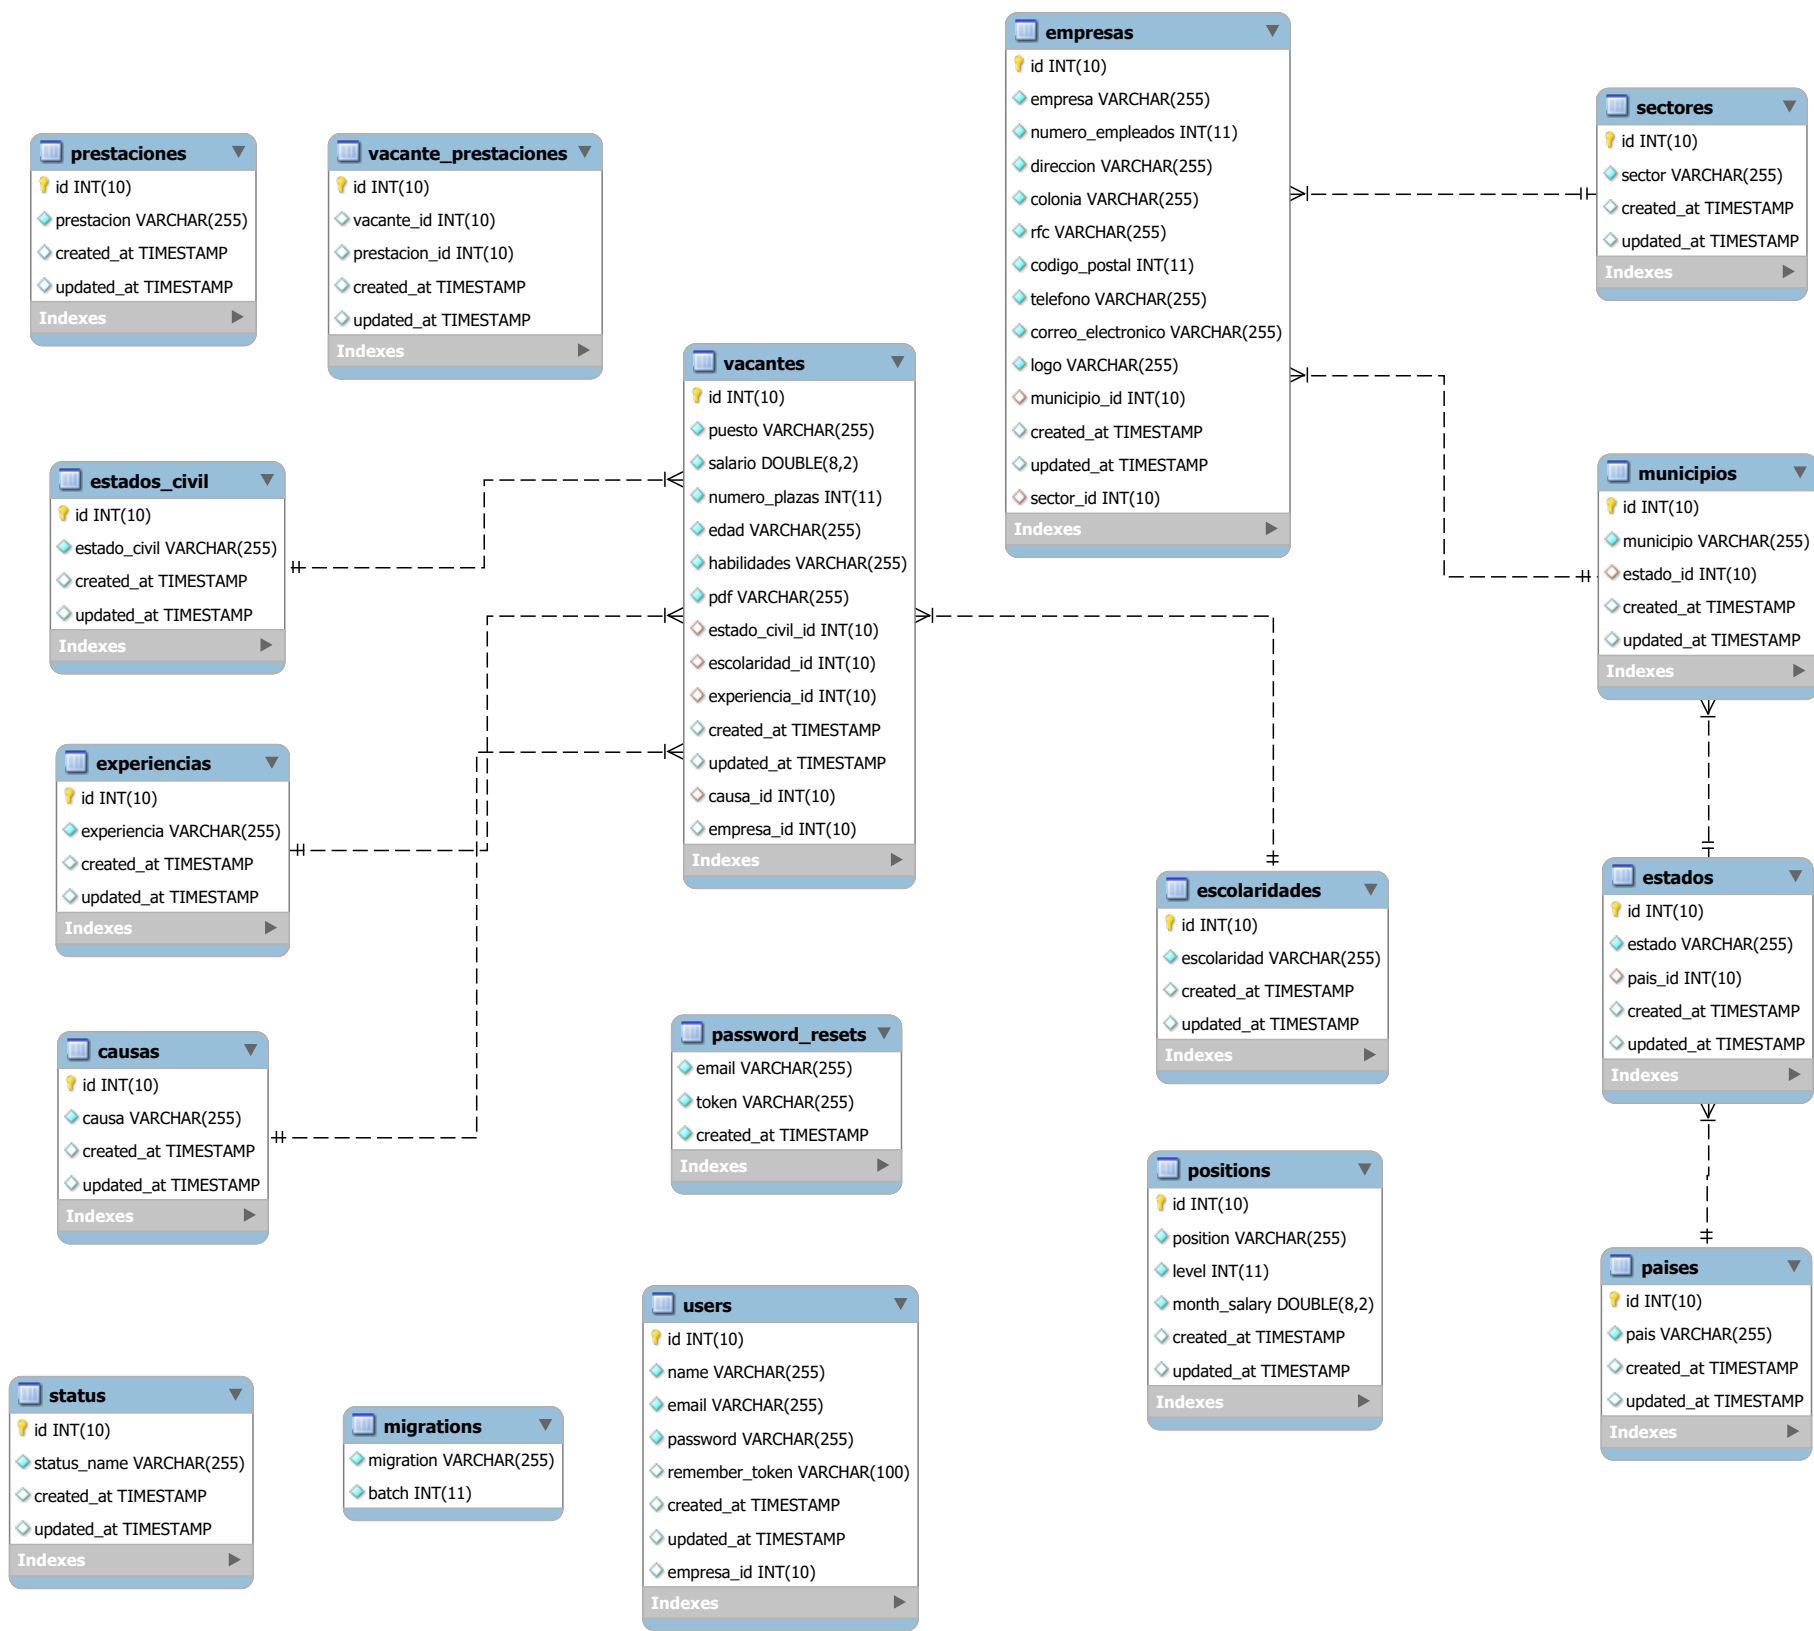 empresas
id INT(10)
empresa VARCHAR(255)
numero_empleados INT(11)
direccion VARCHAR(255)
colonia VARCHAR(255)
rfc VARCHAR(255)
codigo_postal INT(11)
telefono VARCHAR(255)
correo_electronico VARCHAR(255)
logo VARCHAR(255)
municipio_id INT(10)
created_at TIMESTAMP
updated_at TIMESTAMP
sector_id INT(10)
Indexes
sectores
id INT(10)
sector VARCHAR(255)
created_at TIMESTAMP
updated_at TIMESTAMP
Indexes
prestaciones
id INT(10)
prestacion VARCHAR(255)
created_at TIMESTAMP
updated_at TIMESTAMP
Indexes
vacante_prestaciones
id INT(10)
vacante_id INT(10)
prestacion_id INT(10)
created_at TIMESTAMP
updated_at TIMESTAMP
Indexes
vacantes
id INT(10)
puesto VARCHAR(255)
salario DOUBLE(8,2)
numero_plazas INT(11)
edad VARCHAR(255)
habilidades VARCHAR(255)
pdf VARCHAR(255)
estado_civil_id INT(10)
escolaridad_id INT(10)
experiencia_id INT(10)
created_at TIMESTAMP
updated_at TIMESTAMP
causa_id INT(10)
empresa_id INT(10)
Indexes
estados_civil
id INT(10)
estado_civil VARCHAR(255)
created_at TIMESTAMP
updated_at TIMESTAMP
Indexes
municipios
id INT(10)
municipio VARCHAR(255)
estado_id INT(10)
created_at TIMESTAMP
updated_at TIMESTAMP
Indexes
experiencias
id INT(10)
experiencia VARCHAR(255)
created_at TIMESTAMP
updated_at TIMESTAMP
Indexes
escolaridades
id INT(10)
escolaridad VARCHAR(255)
created_at TIMESTAMP
updated_at TIMESTAMP
Indexes
estados
id INT(10)
estado VARCHAR(255)
pais_id INT(10)
created_at TIMESTAMP
updated_at TIMESTAMP
Indexes
causas
id INT(10)
causa VARCHAR(255)
created_at TIMESTAMP
updated_at TIMESTAMP
Indexes
password_resets
email VARCHAR(255)
token VARCHAR(255)
created_at TIMESTAMP
Indexes
positions
id INT(10)
position VARCHAR(255)
level INT(11)
month_salary DOUBLE(8,2)
created_at TIMESTAMP
updated_at TIMESTAMP
Indexes
paises
id INT(10)
pais VARCHAR(255)
created_at TIMESTAMP
updated_at TIMESTAMP
Indexes
status
id INT(10)
status_name VARCHAR(255)
created_at TIMESTAMP
updated_at TIMESTAMP
Indexes
migrations
migration VARCHAR(255)
batch INT(11)
users
id INT(10)
name VARCHAR(255)
email VARCHAR(255)
password VARCHAR(255)
remember_token VARCHAR(100)
created_at TIMESTAMP
updated_at TIMESTAMP
empresa_id INT(10)
Indexes